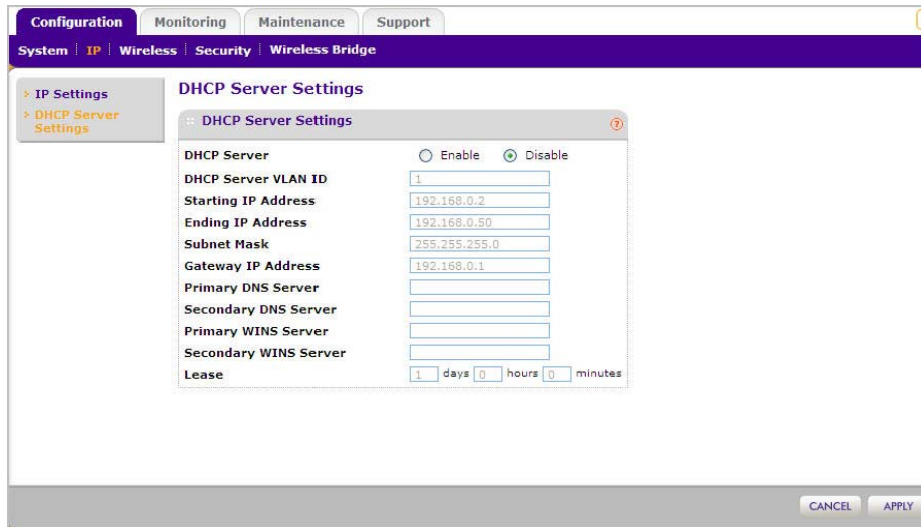 Configuration Monitoring Maintenance Support
System IP Wireless Security Wireless Bridge
IP Settings
DHCP Server
Settings
DHCP Server Settings
DHCP Server Settings ?
DHCP Server Enable Disable
DHCP Server VLAN ID 1
Starting IP Address 192.168.0.2
Ending IP Address 192.168.0.50
Subnet Mask 255.255.255.0
Gateway IP Address 192.168.0.1
Primary DNS Server
Secondary DNS Server
Primary WINS Server
Secondary WINS Server
Lease 1 days 0 hours 0 minutes
CANCEL APPLY